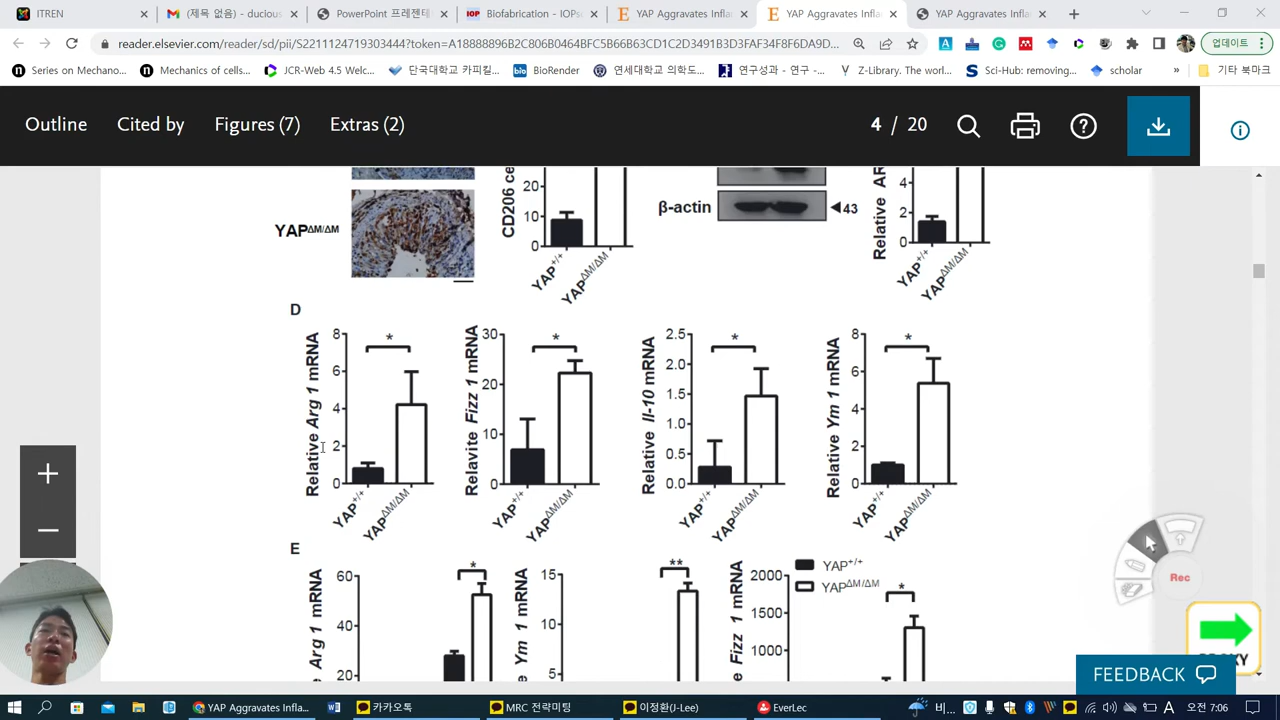 ITREN
(제목 없음) - ducious
PowerPoint 프레젠테
Biofabrication - IOPsc
YAP Aggravates Infla
YAP Aggravates Inflar
YAP Aggravates Infla
reader.elsevier.com/reader/sd/pii/S2211124719303444?token=A1888
업데이트
Series on Mechano...
Mechanics of cells...
JCR-Web 4.5 Welc...
단국대학교 카피킬...
BioRender
연세대학교 의학도...
연구성과 - 연구 -...
Z-Library. The worl...
Sci-Hub: removing...
scholar
기타 북마크
Outline
Cited by
Figures (7)
Extras (2)
4 / 20
YAPΔM/ΔM
CD206 ce
20
10
0
YAP+/+
YAPΔM/ΔM
β-actin
◄43
Relative AR
4
2
0
YAP+/+
YAPΔM/ΔM
D
Relative Arg 1 mRNA
8
6
4
2
0
*
YAP+/+
YAPΔM/ΔM
Relavite Fizz 1 mRNA
30
20
10
0
*
YAP+/+
YAPΔM/ΔM
Relative Il-10 mRNA
2.5
2.0
1.5
1.0
0.5
0.0
*
YAP+/+
YAPΔM/ΔM
Relative Ym 1 mRNA
8
6
4
2
0
*
YAP+/+
YAPΔM/ΔM
E
e Arg 1 mRNA
60
40
20
*
e Ym 1 mRNA
15
10
5
**
e Fizz 1 mRNA
2000
1500
1000
YAP+/+
YAPΔM/ΔM
*
Rec
FEEDBACK
YAP Aggravates Infla...
카카오톡
MRC 전략미팅
이정환(J-Lee)
EverLec
비...
A
오전 7:06